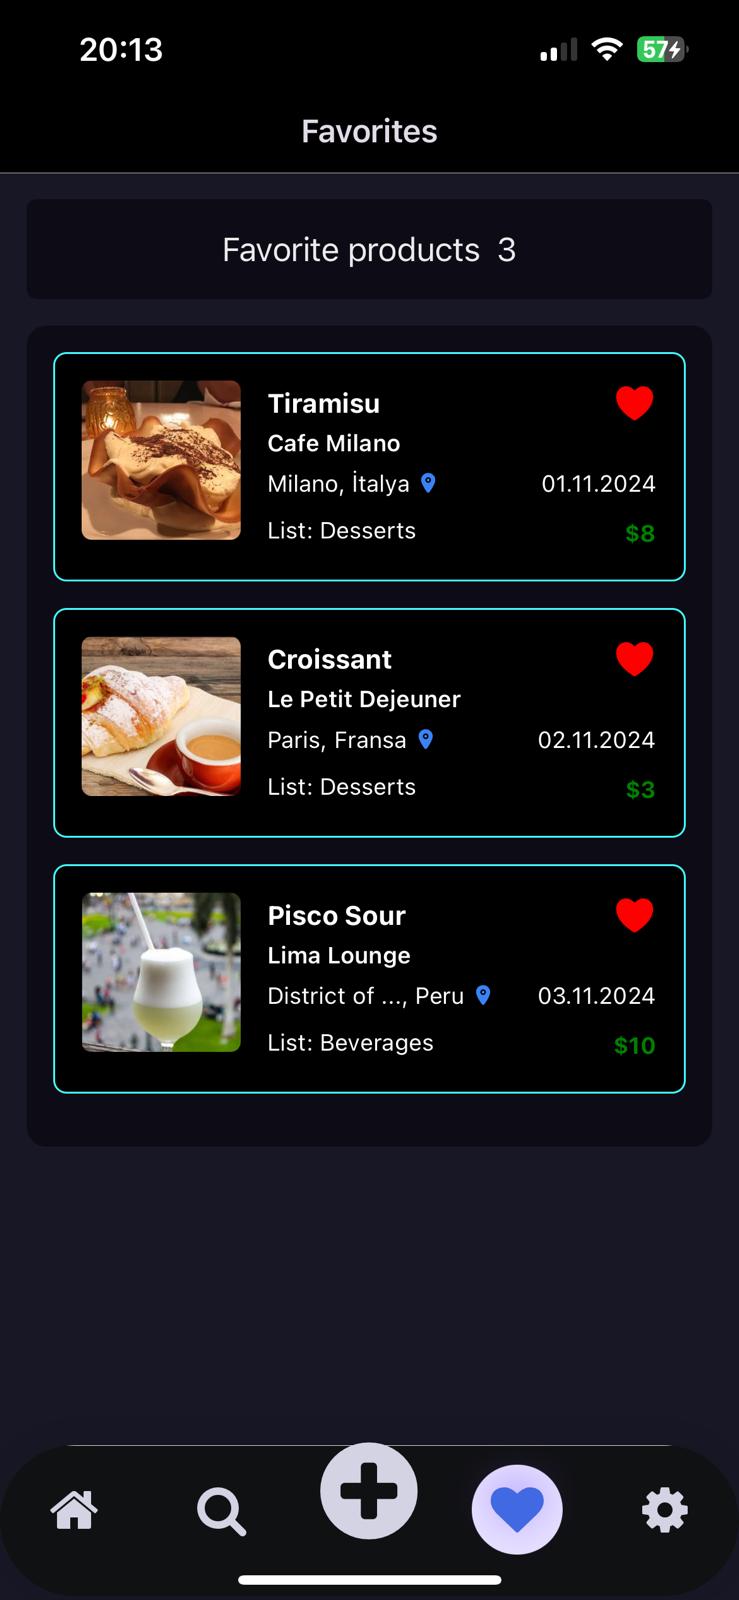 20:13
57
Favorites
Favorite products 3
Tiramisu
Cafe Milano
Milano, İtalya
01.11.2024
List: Desserts
$8
Croissant
Le Petit Dejeuner
Paris, Fransa
02.11.2024
List: Desserts
$3
Pisco Sour
Lima Lounge
District of ..., Peru
03.11.2024
List: Beverages
$10